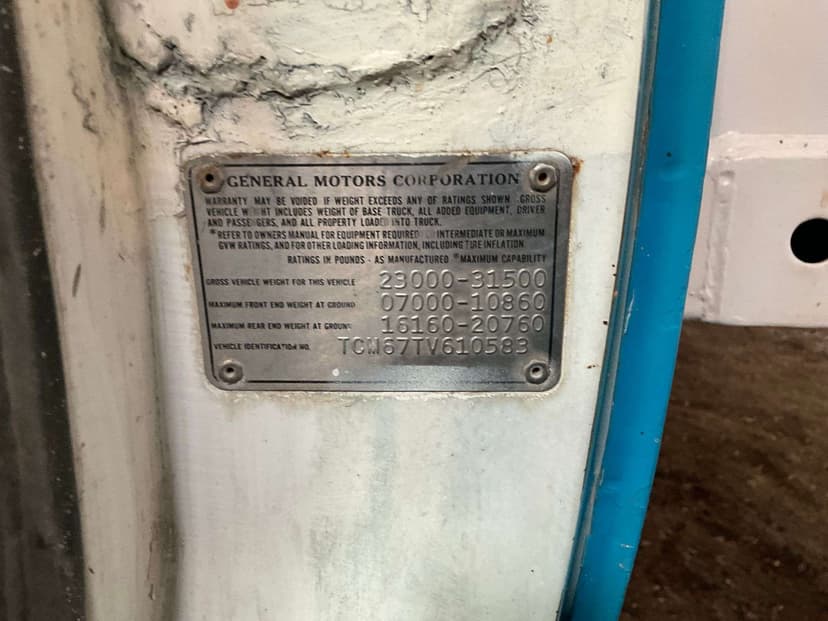 GENERAL MOTORS CORPORATION
WARRANTY MAY BE VOIDED IF WEIGHT EXCEEDS ANY OF RATINGS SHOWN. GROSS
VEHICLE WEIGHT INCLUDES WEIGHT OF BASE TRUCK, ALL ADDED EQUIPMENT, DRIVER
AND PASSENGERS, AND ALL PROPERTY LOADED INTO TRUCK.
*REFER TO OWNERS MANUAL FOR EQUIPMENT REQUIRED INTERMEDIATE OR MAXIMUM
GVW RATINGS, AND FOR OTHER LOADING INFORMATION, INCLUDING TIRE INFLATION.
RATINGS IN POUNDS - AS MANUFACTURED *MAXIMUM CAPABILITY
GROSS VEHICLE WEIGHT FOR THIS VEHICLE 23000-31500
MAXIMUM FRONT END WEIGHT AT GROUND 07000-10860
MAXIMUM REAR END WEIGHT AT GROUND 16160-20760
VEHICLE IDENTIFICATION NO. TCM67TV610583